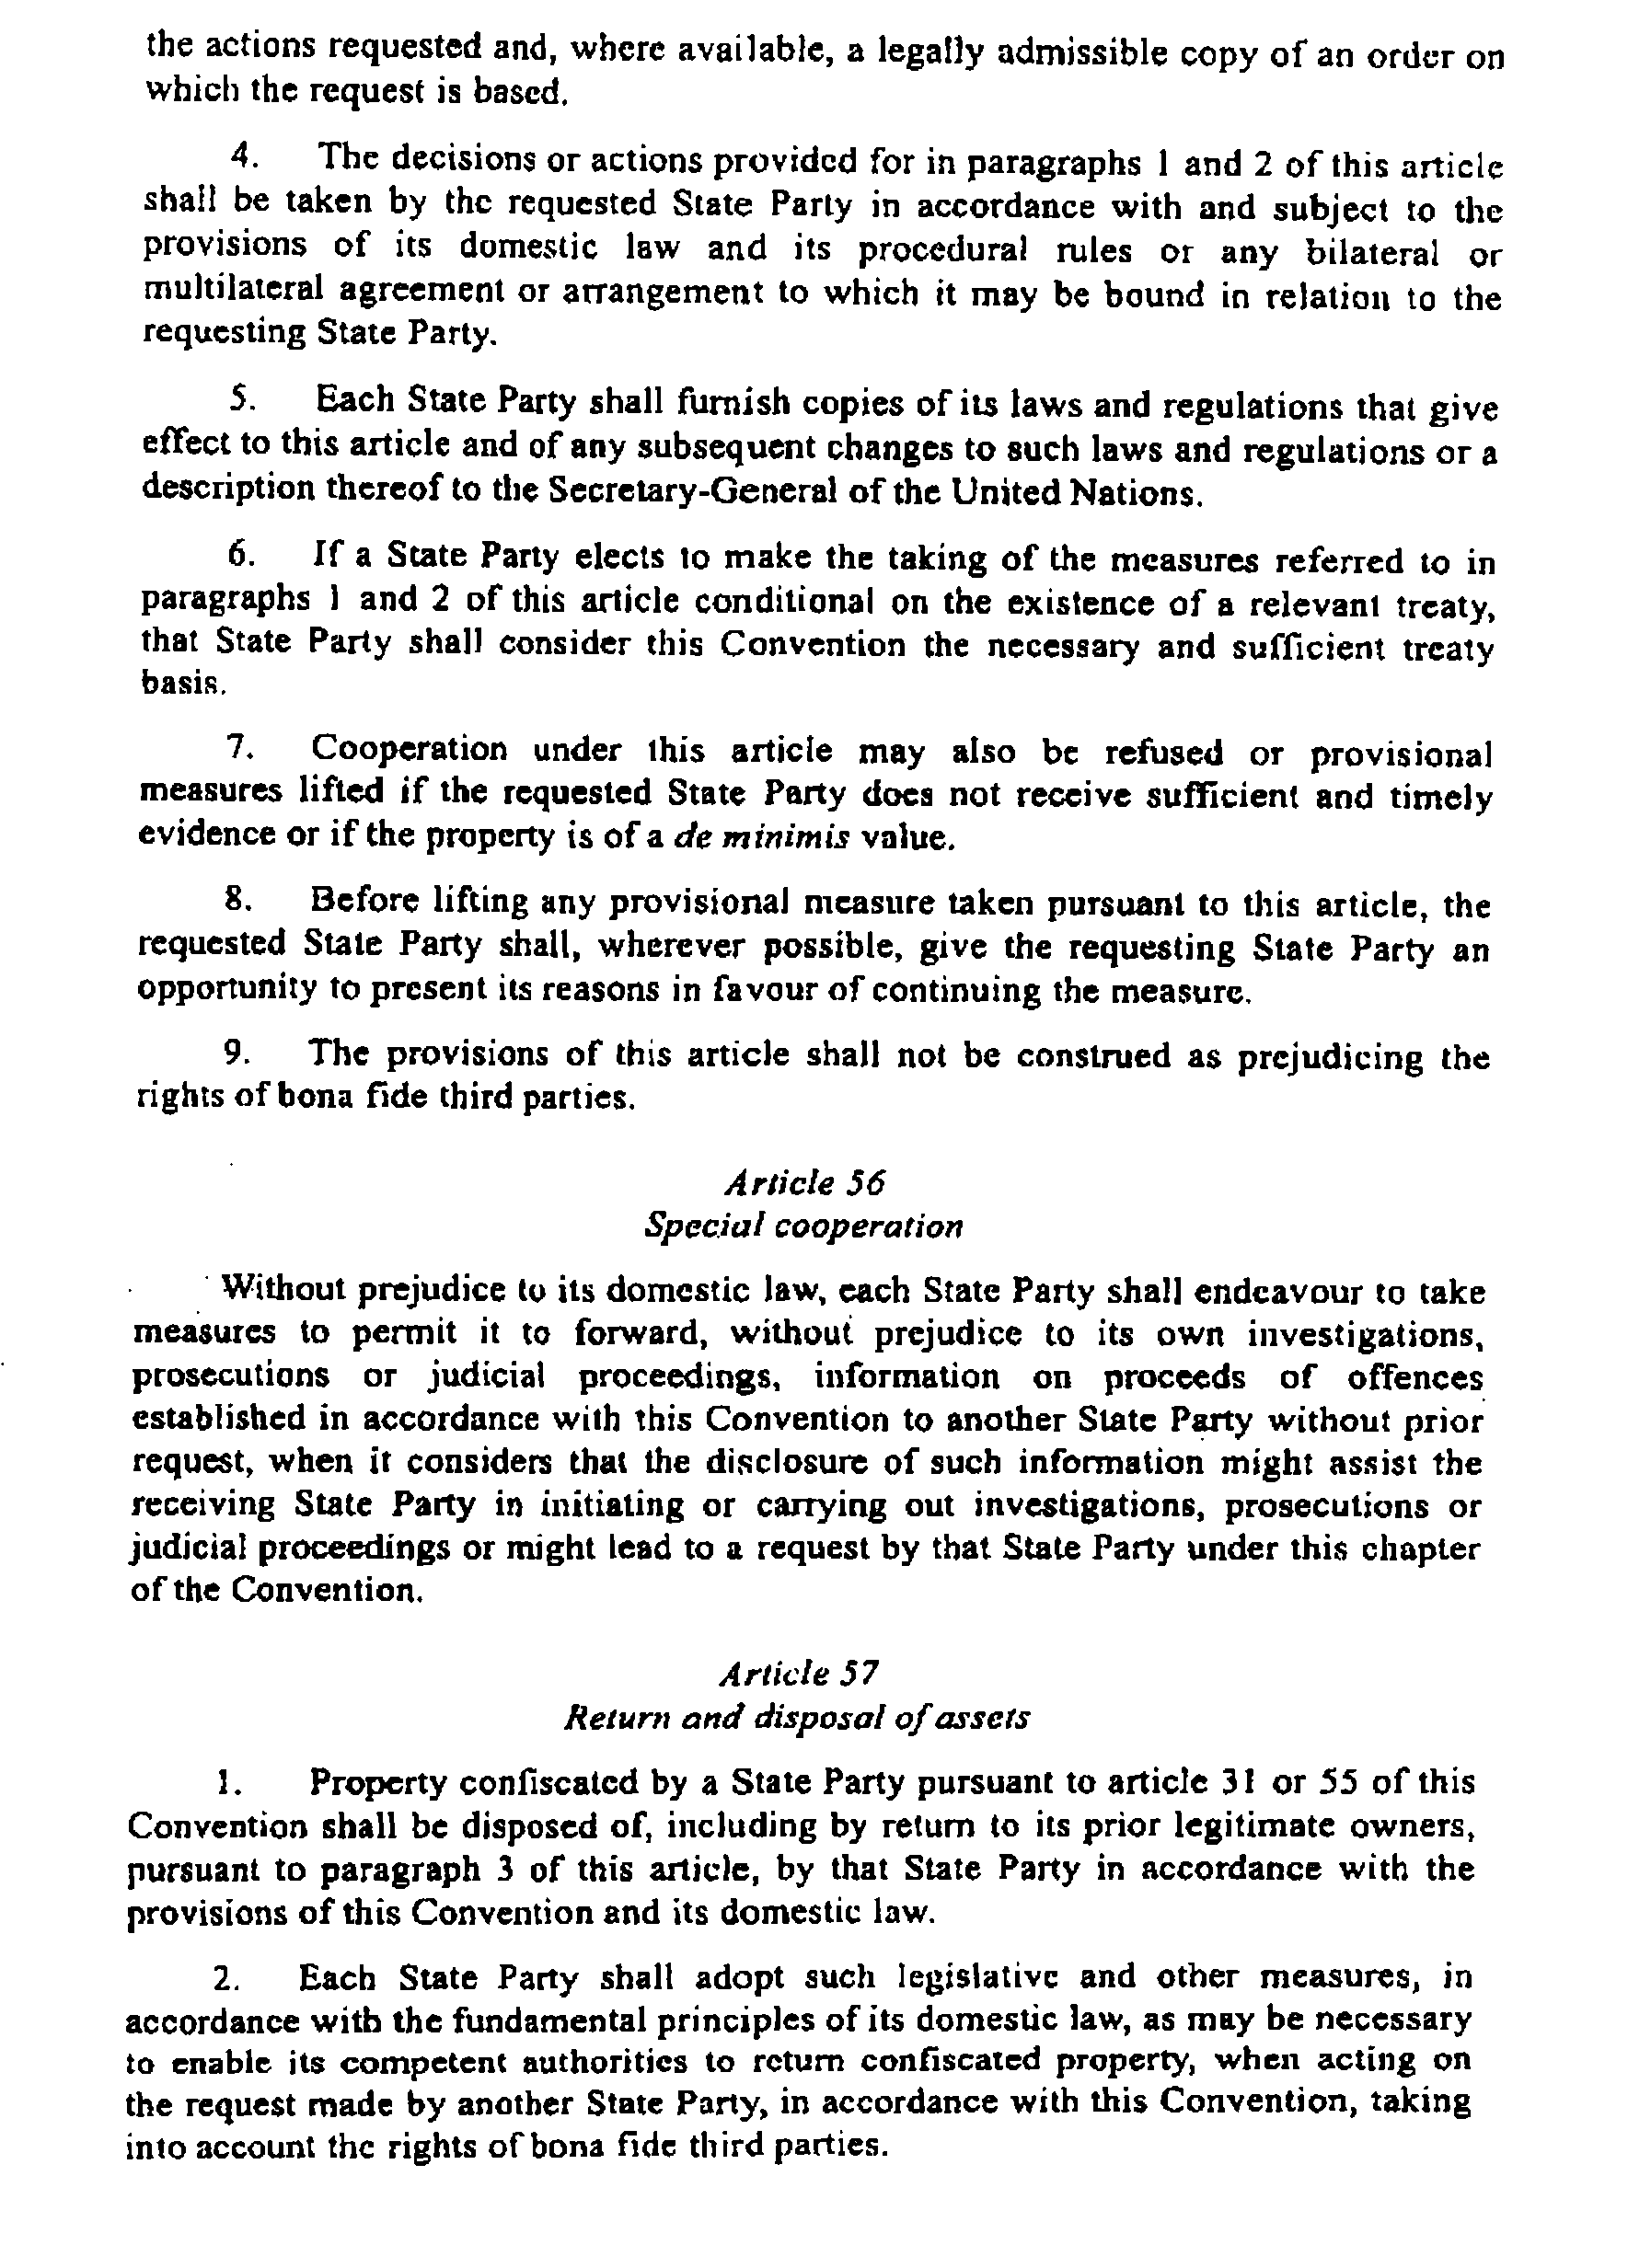 the actions requested and, where available, a legally admissible copy of an order on
which the request is based.
4. The decisions or actions provided for in paragraphs 1 and 2 of this article
shall be taken by the requested State Party in accordance with and subject to the
provisions of its domestic law and its procedural rules or any bilateral or
multilateral agreement or arrangement to which it may be bound in relation to the
requesting State Party.
5. Each State Party shall furnish copies of its laws and regulations that give
effect to this article and of any subsequent changes to such laws and regulations or a
description thereof to the Secretary-General of the United Nations.
6. If a State Party elects to make the taking of the measures referred to in
paragraphs 1 and 2 of this article conditional on the existence of a relevant treaty,
that State Party shall consider this Convention the necessary and sufficient treaty
basis.
7. Cooperation under this article may also be refused or provisional
measures lifted if the requested State Party does not receive sufficient and timely
evidence or if the property is of a de minimis value.
8. Before lifting any provisional measure taken pursuant to this article, the
requested State Party shall, wherever possible, give the requesting State Party an
opportunity to present its reasons in favour of continuing the measure.
9. The provisions of this article shall not be construed as prejudicing the
rights of bona fide third parties.
Article 56
Special cooperation
Without prejudice to its domestic law, each State Party shall endeavour to take
measures to permit it to forward, without prejudice to its own investigations,
prosecutions or judicial proceedings, information on proceeds of offences
established in accordance with this Convention to another State Party without prior
request, when it considers that the disclosure of such information might assist the
receiving State Party in initiating or carrying out investigations, prosecutions or
judicial proceedings or might lead to a request by that State Party under this chapter
of the Convention.
Article 57
Return and disposal of assets
1. Property confiscated by a State Party pursuant to article 31 or 55 of this
Convention shall be disposed of, including by return to its prior legitimate owners,
pursuant to paragraph 3 of this article, by that State Party in accordance with the
provisions of this Convention and its domestic law.
2. Each State Party shall adopt such legislative and other measures, in
accordance with the fundamental principles of its domestic law, as may be necessary
to enable its competent authorities to return confiscated property, when acting on
the request made by another State Party, in accordance with this Convention, taking
into account the rights of bona fide third parties.